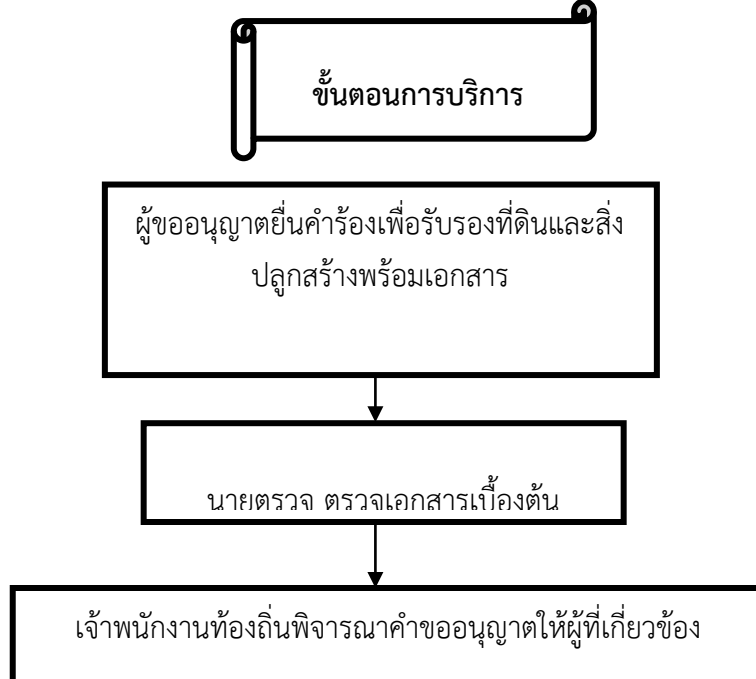 ขั้นตอนการบริการ
ผู้ขออนุญาตยื่นคำร้องเพื่อรับรองที่ดินและสิ่ง
ปลูกสร้างพร้อมเอกสาร
นายตรวจ ตรวจเอกสารเบื้องต้น
เจ้าพนักงานท้องถิ่นพิจารณาคำขออนุญาตให้ผู้ที่เกี่ยวข้อง